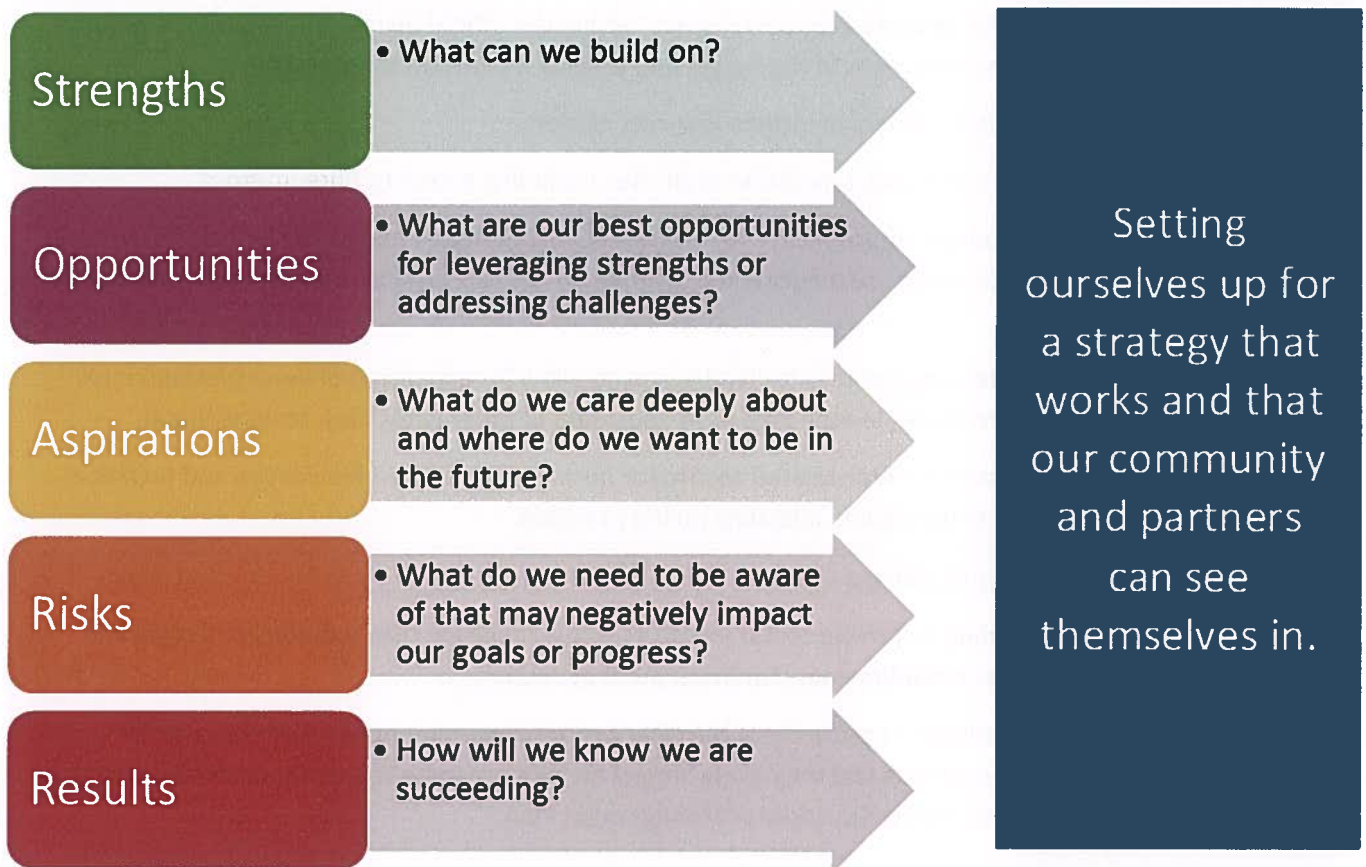 Strengths
• What can we build on?
Opportunities
• What are our best opportunities
for leveraging strengths or
addressing challenges?
Aspirations
• What do we care deeply about
and where do we want to be in
the future?
Risks
• What do we need to be aware
of that may negatively impact
our goals or progress?
Results
• How will we know we are
succeeding?
Setting
ourselves up for
a strategy that
works and that
our community
and partners
can see
themselves in.